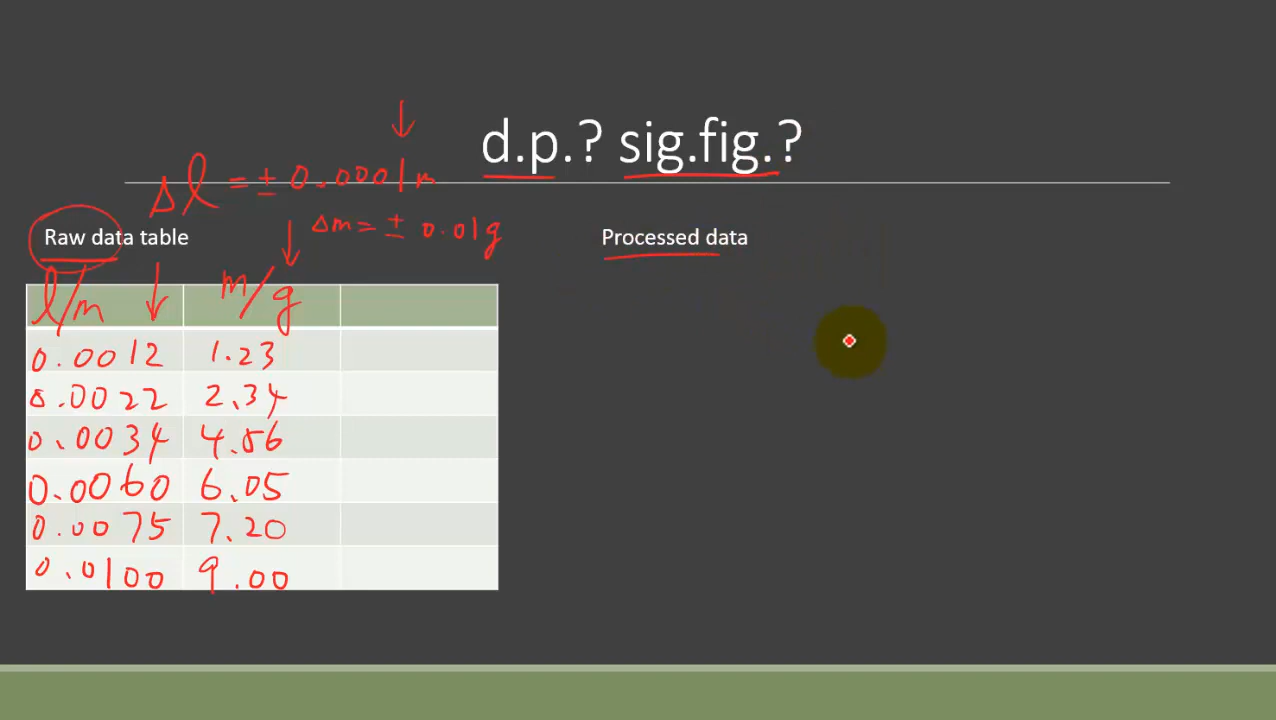 d.p.? sig.fig.?
Δl = ± 0.0001m
Δm = ± 0.01g
Raw data table
Processed data
l/m m/g
0.0012 1.23
0.0022 2.34
0.0034 4.56
0.0060 6.05
0.0075 7.20
0.0100 9.00